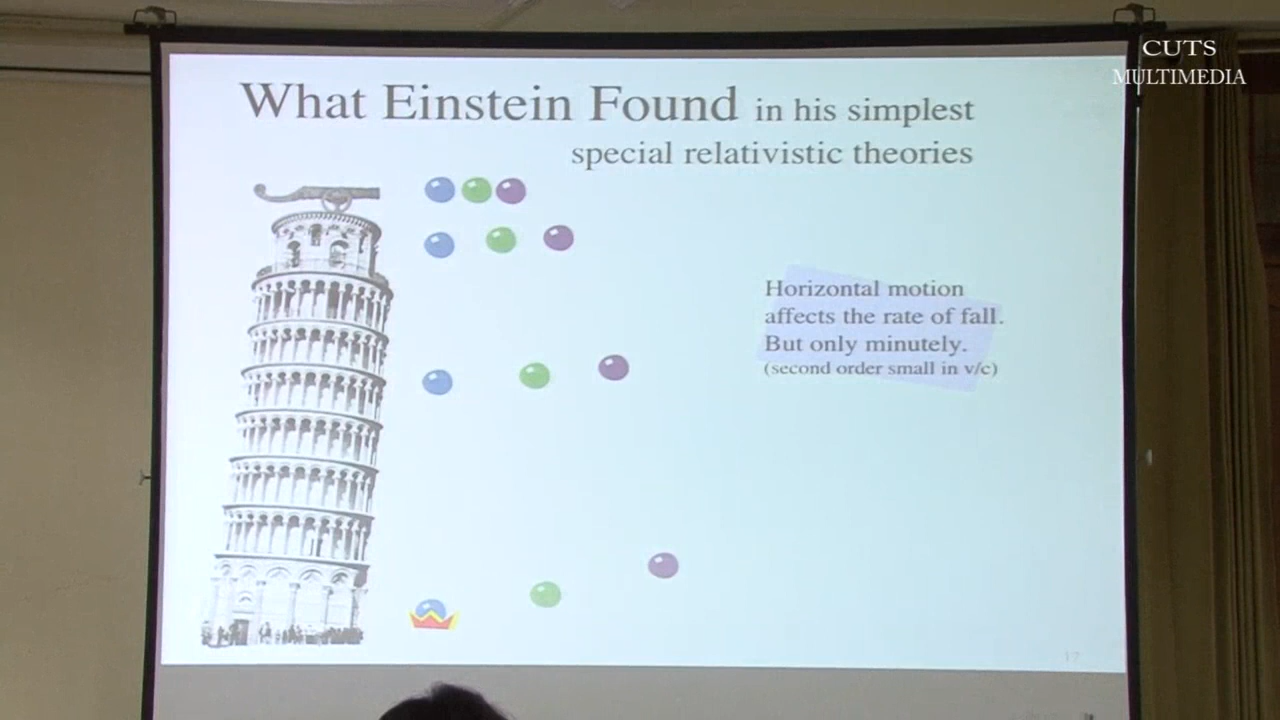 CUTS
MULTIMEDIA
What Einstein Found in his simplest
special relativistic theories
Horizontal motion
affects the rate of fall.
But only minutely.
(second order small in v/c)
17